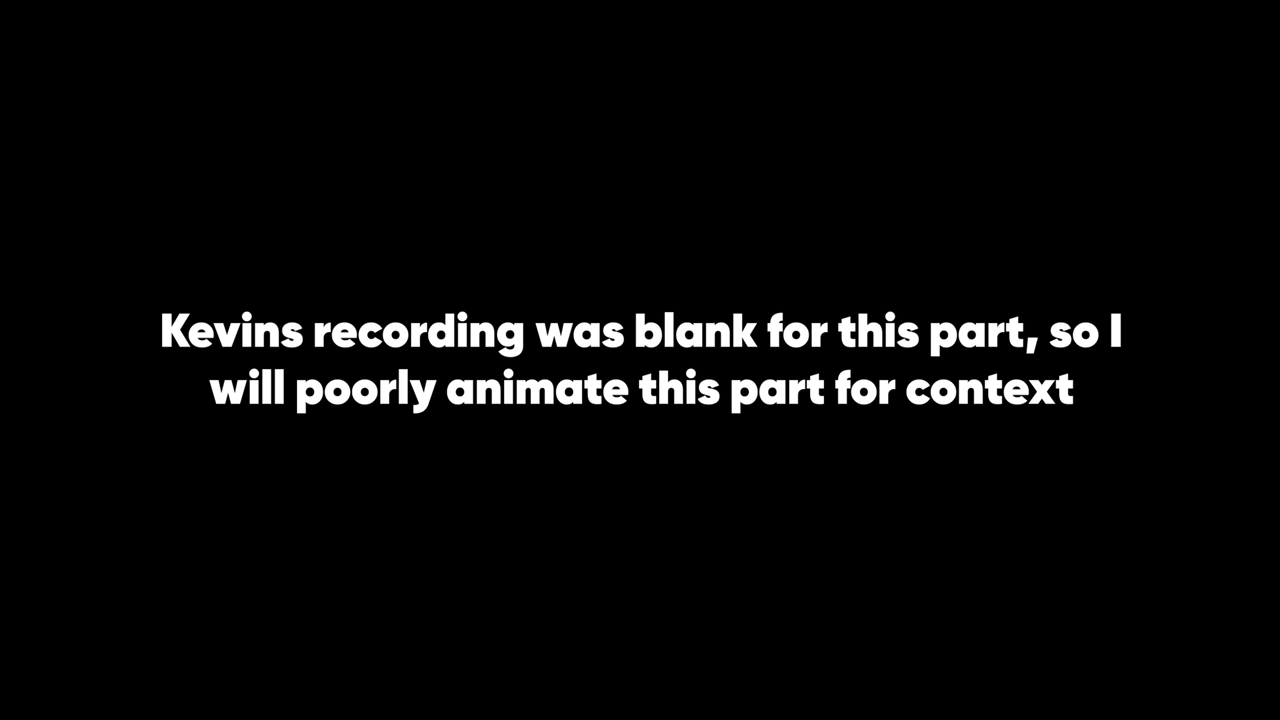 Kevins recording was blank for this part, so I
will poorly animate this part for context